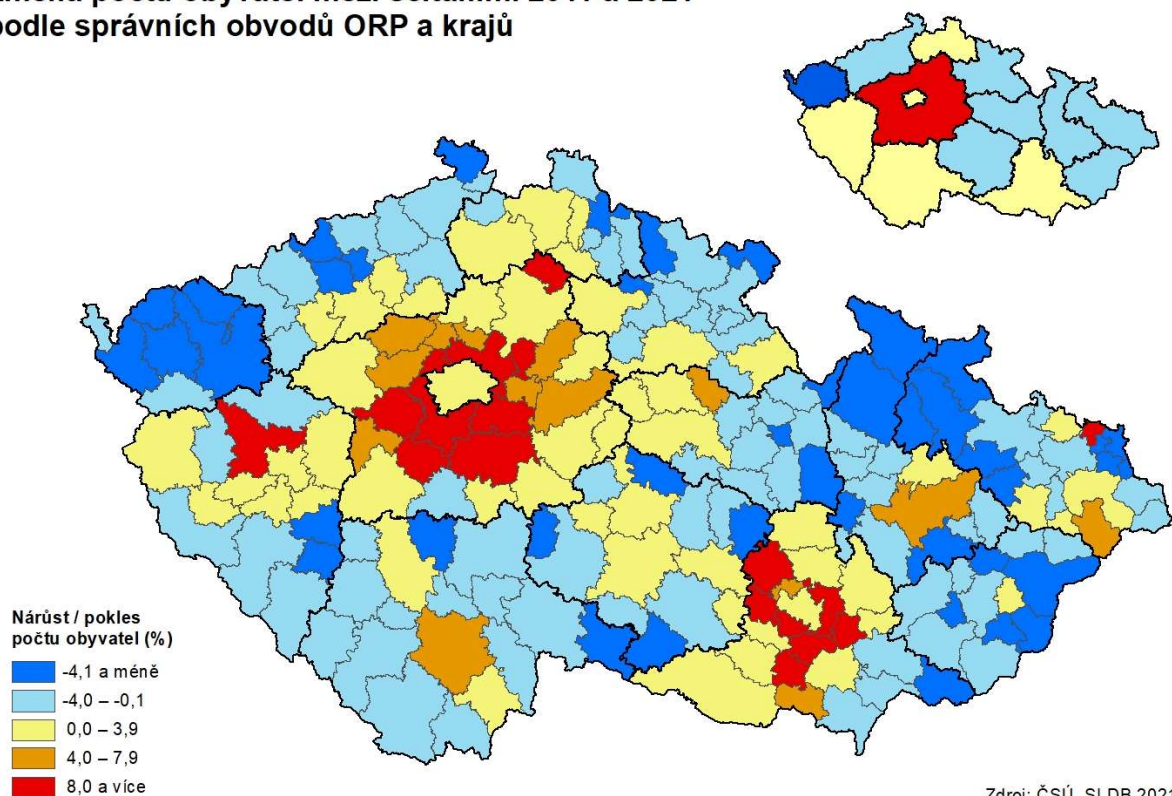 podle správních obvodů ORP a krajů
Nárůst / pokles
počtu obyvatel (%)
-4,1 a méně
-4,0 – -0,1
0,0 – 3,9
4,0 – 7,9
8,0 a více
Zdroj: ČSÚ, SLDB 2021